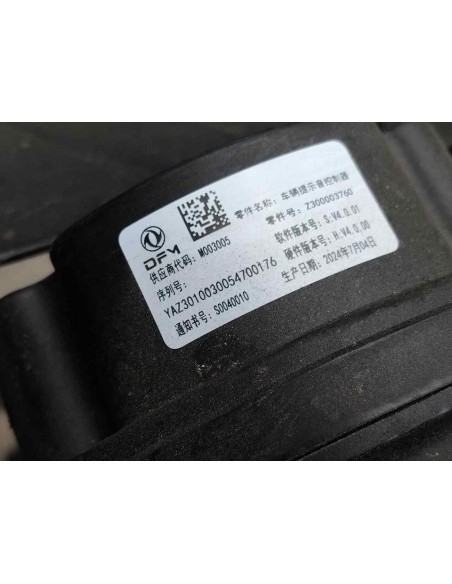 DFM
零件名称: 车辆提示音控制器
零件号: Z300003760
供应商代码: M003005
软件版本号: S.V4.0.01
序列号:
硬件版本号: H.V4.0.00
YAZ3010030054700176
生产日期: 2024年7月04日
通知书号: S0040010